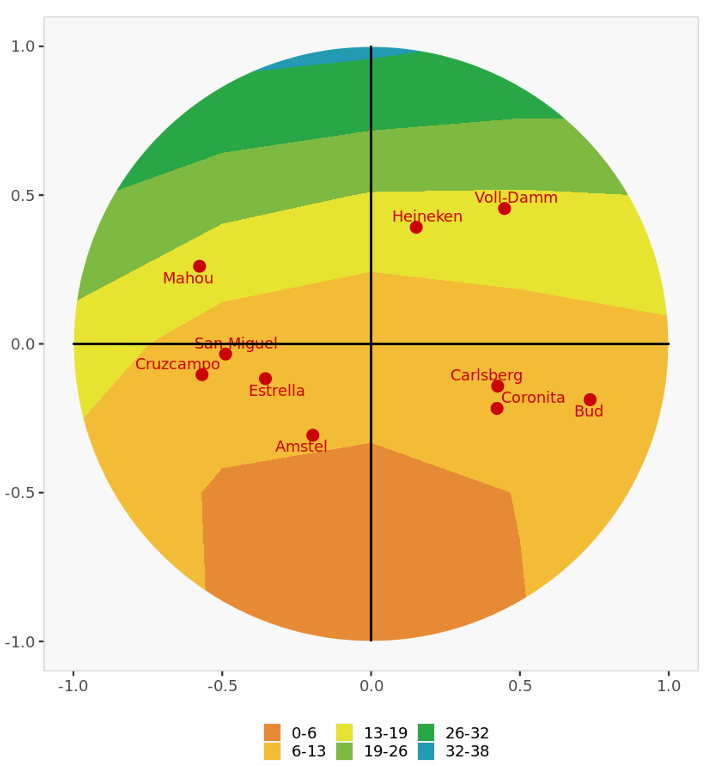 1.0
0.5
Voll-Damm
Heineken
Mahou
0.0
San Miguel
Cruzcampo
Carlsberg
Estrella
Coronita
Bud
Amstel
-0.5
-1.0
-1.0 -0.5 0.0 0.5 1.0
0-6 13-19 26-32
6-13 19-26 32-38